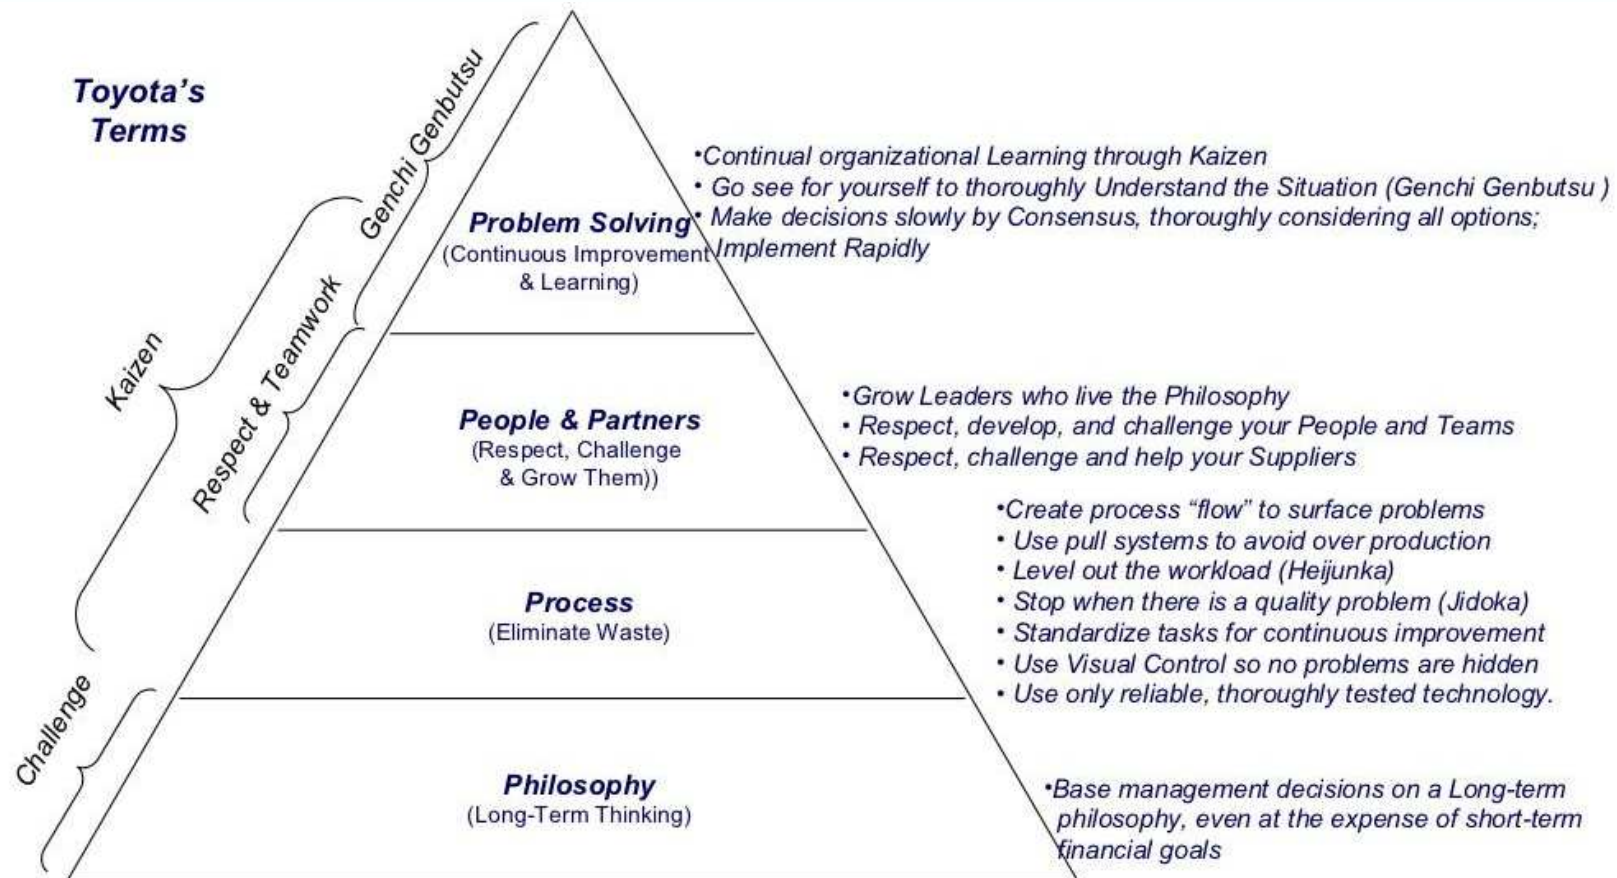 Toyota's
Terms
Genchi Genbutsu
Kaizen
Respect & Teamwork
Challenge
Problem Solving
(Continuous Improvement
& Learning)
•Continual organizational Learning through Kaizen
• Go see for yourself to thoroughly Understand the Situation (Genchi Genbutsu )
• Make decisions slowly by Consensus, thoroughly considering all options;
Implement Rapidly
People & Partners
(Respect, Challenge
& Grow Them))
•Grow Leaders who live the Philosophy
• Respect, develop, and challenge your People and Teams
• Respect, challenge and help your Suppliers
Process
(Eliminate Waste)
•Create process “flow” to surface problems
• Use pull systems to avoid over production
• Level out the workload (Heijunka)
• Stop when there is a quality problem (Jidoka)
• Standardize tasks for continuous improvement
• Use Visual Control so no problems are hidden
• Use only reliable, thoroughly tested technology.
Philosophy
(Long-Term Thinking)
•Base management decisions on a Long-term
philosophy, even at the expense of short-term
financial goals